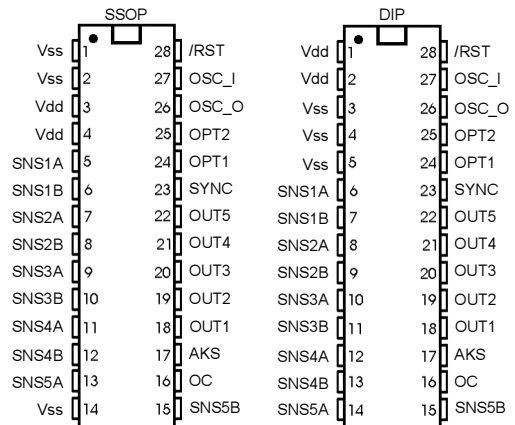 SSOP DIP
Vss 1 28 /RST Vdd 1 28 /RST
Vss 2 27 OSC_I Vdd 2 27 OSC_I
Vdd 3 26 OSC_O Vss 3 26 OSC_O
Vdd 4 25 OPT2 Vss 4 25 OPT2
SNS1A 5 24 OPT1 Vss 5 24 OPT1
SNS1B 6 23 SYNC SNS1A 6 23 SYNC
SNS2A 7 22 OUT5 SNS1B 7 22 OUT5
SNS2B 8 21 OUT4 SNS2A 8 21 OUT4
SNS3A 9 20 OUT3 SNS2B 9 20 OUT3
SNS3B 10 19 OUT2 SNS3A 10 19 OUT2
SNS4A 11 18 OUT1 SNS3B 11 18 OUT1
SNS4B 12 17 AKS SNS4A 12 17 AKS
SNS5A 13 16 OC SNS4B 13 16 OC
Vss 14 15 SNS5B SNS5A 14 15 SNS5B